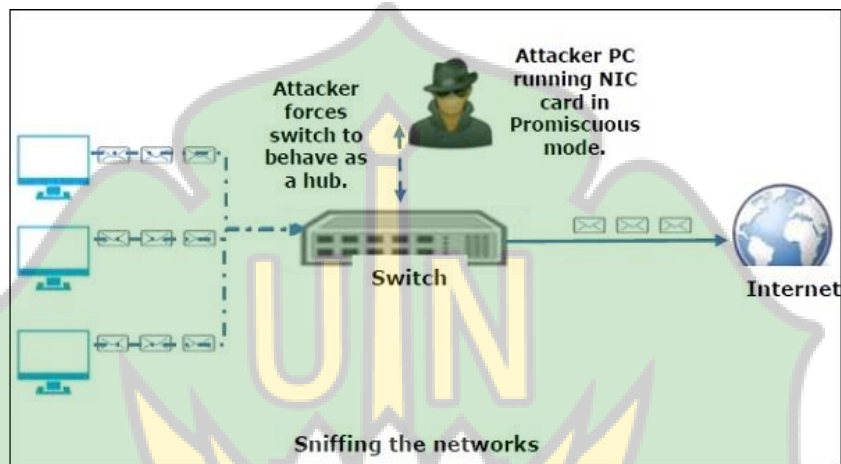 Attacker
forces
switch to
behave as
a hub.
Attacker PC
running NIC
card in
Promiscuous
mode.
Switch
Internet
UIN
Sniffing the networks